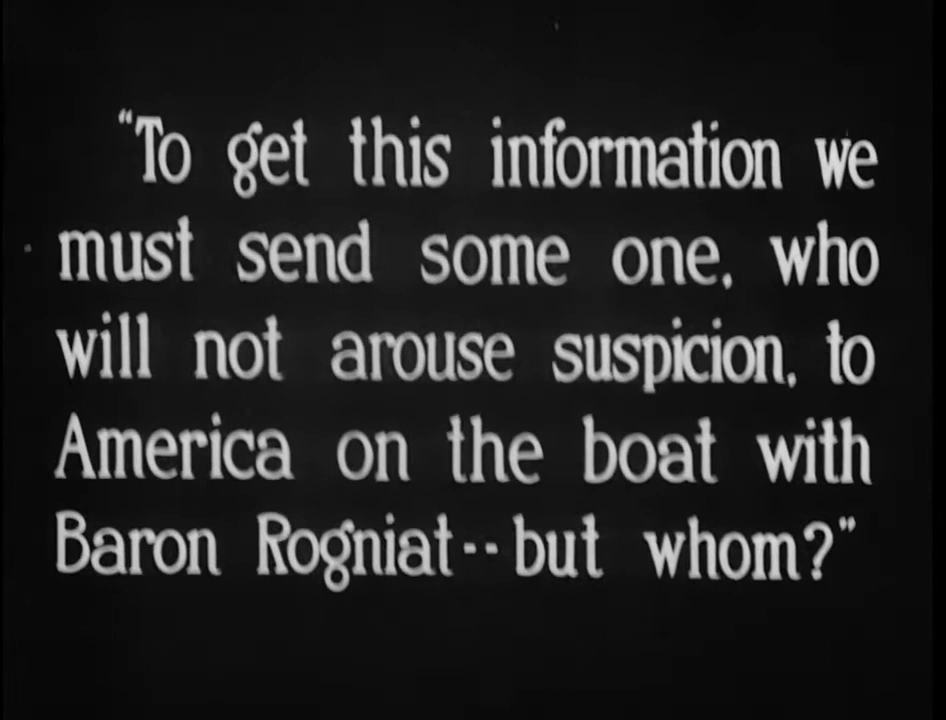 "To get this information we
must send some one, who
will not arouse suspicion, to
America on the boat with
Baron Rogniat--but whom?"